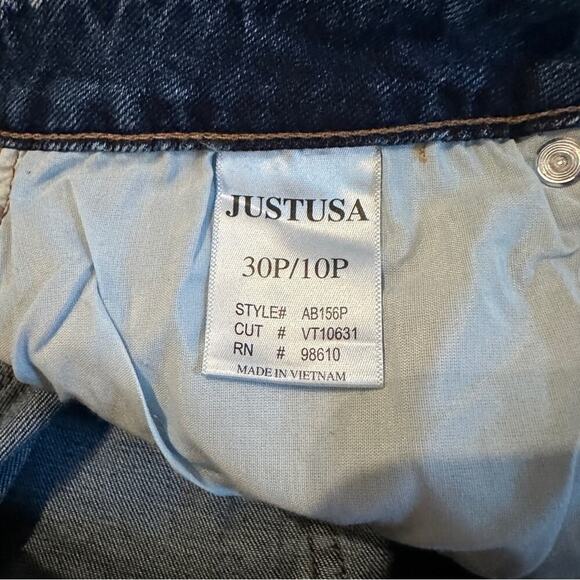 JUSTUSA
30P/10P
STYLE# AB156P
CUT # VT10631
RN # 98610
MADE IN VIETNAM